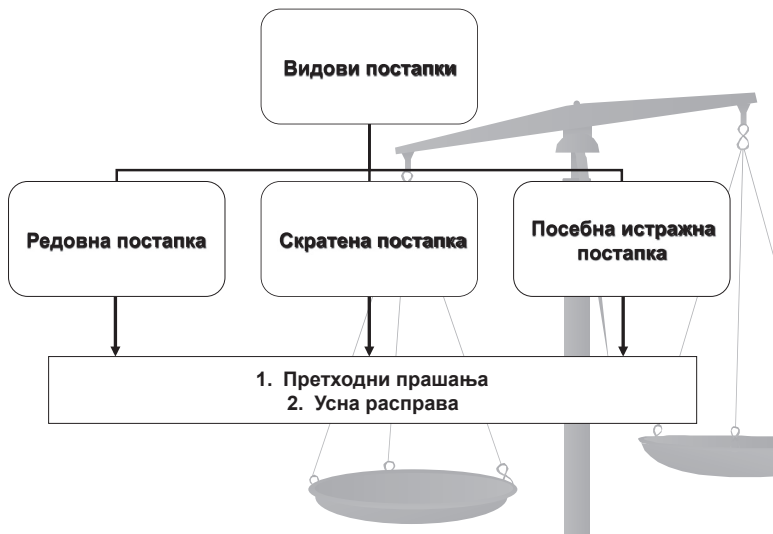 Видови постапки
Редовна постапка
Скратена постапка
Посебна истражна
постапка
1. Претходни прашања
2. Усна расправа